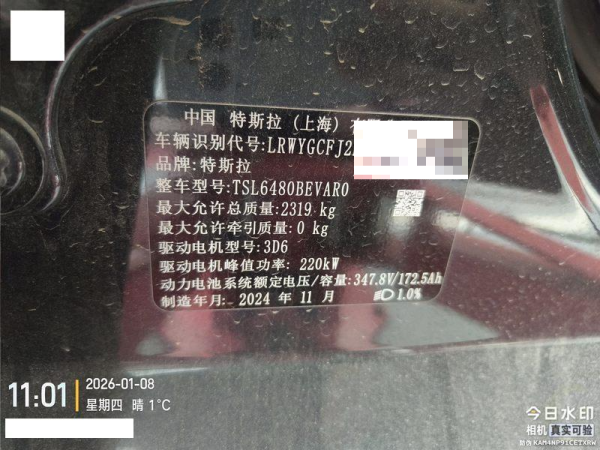 中国 特斯拉 (上海) 有
车辆识别代号:LRWYGCFJ2
品牌:特斯拉
整车型号:TSL6480BEVAR0
最大允许总质量:2319 kg
最大允许牵引质量:0 kg
驱动电机型号:3D6
驱动电机峰值功率: 220kW
动力电池系统额定电压/容量:347.8V/172.5Ah
制造年月: 2024 年 11 月 1.0%
11:01
2026-01-08
星期四 晴 1°C
今日水印
相机 真实可验
防伪 KAM4NP9ICETXRW